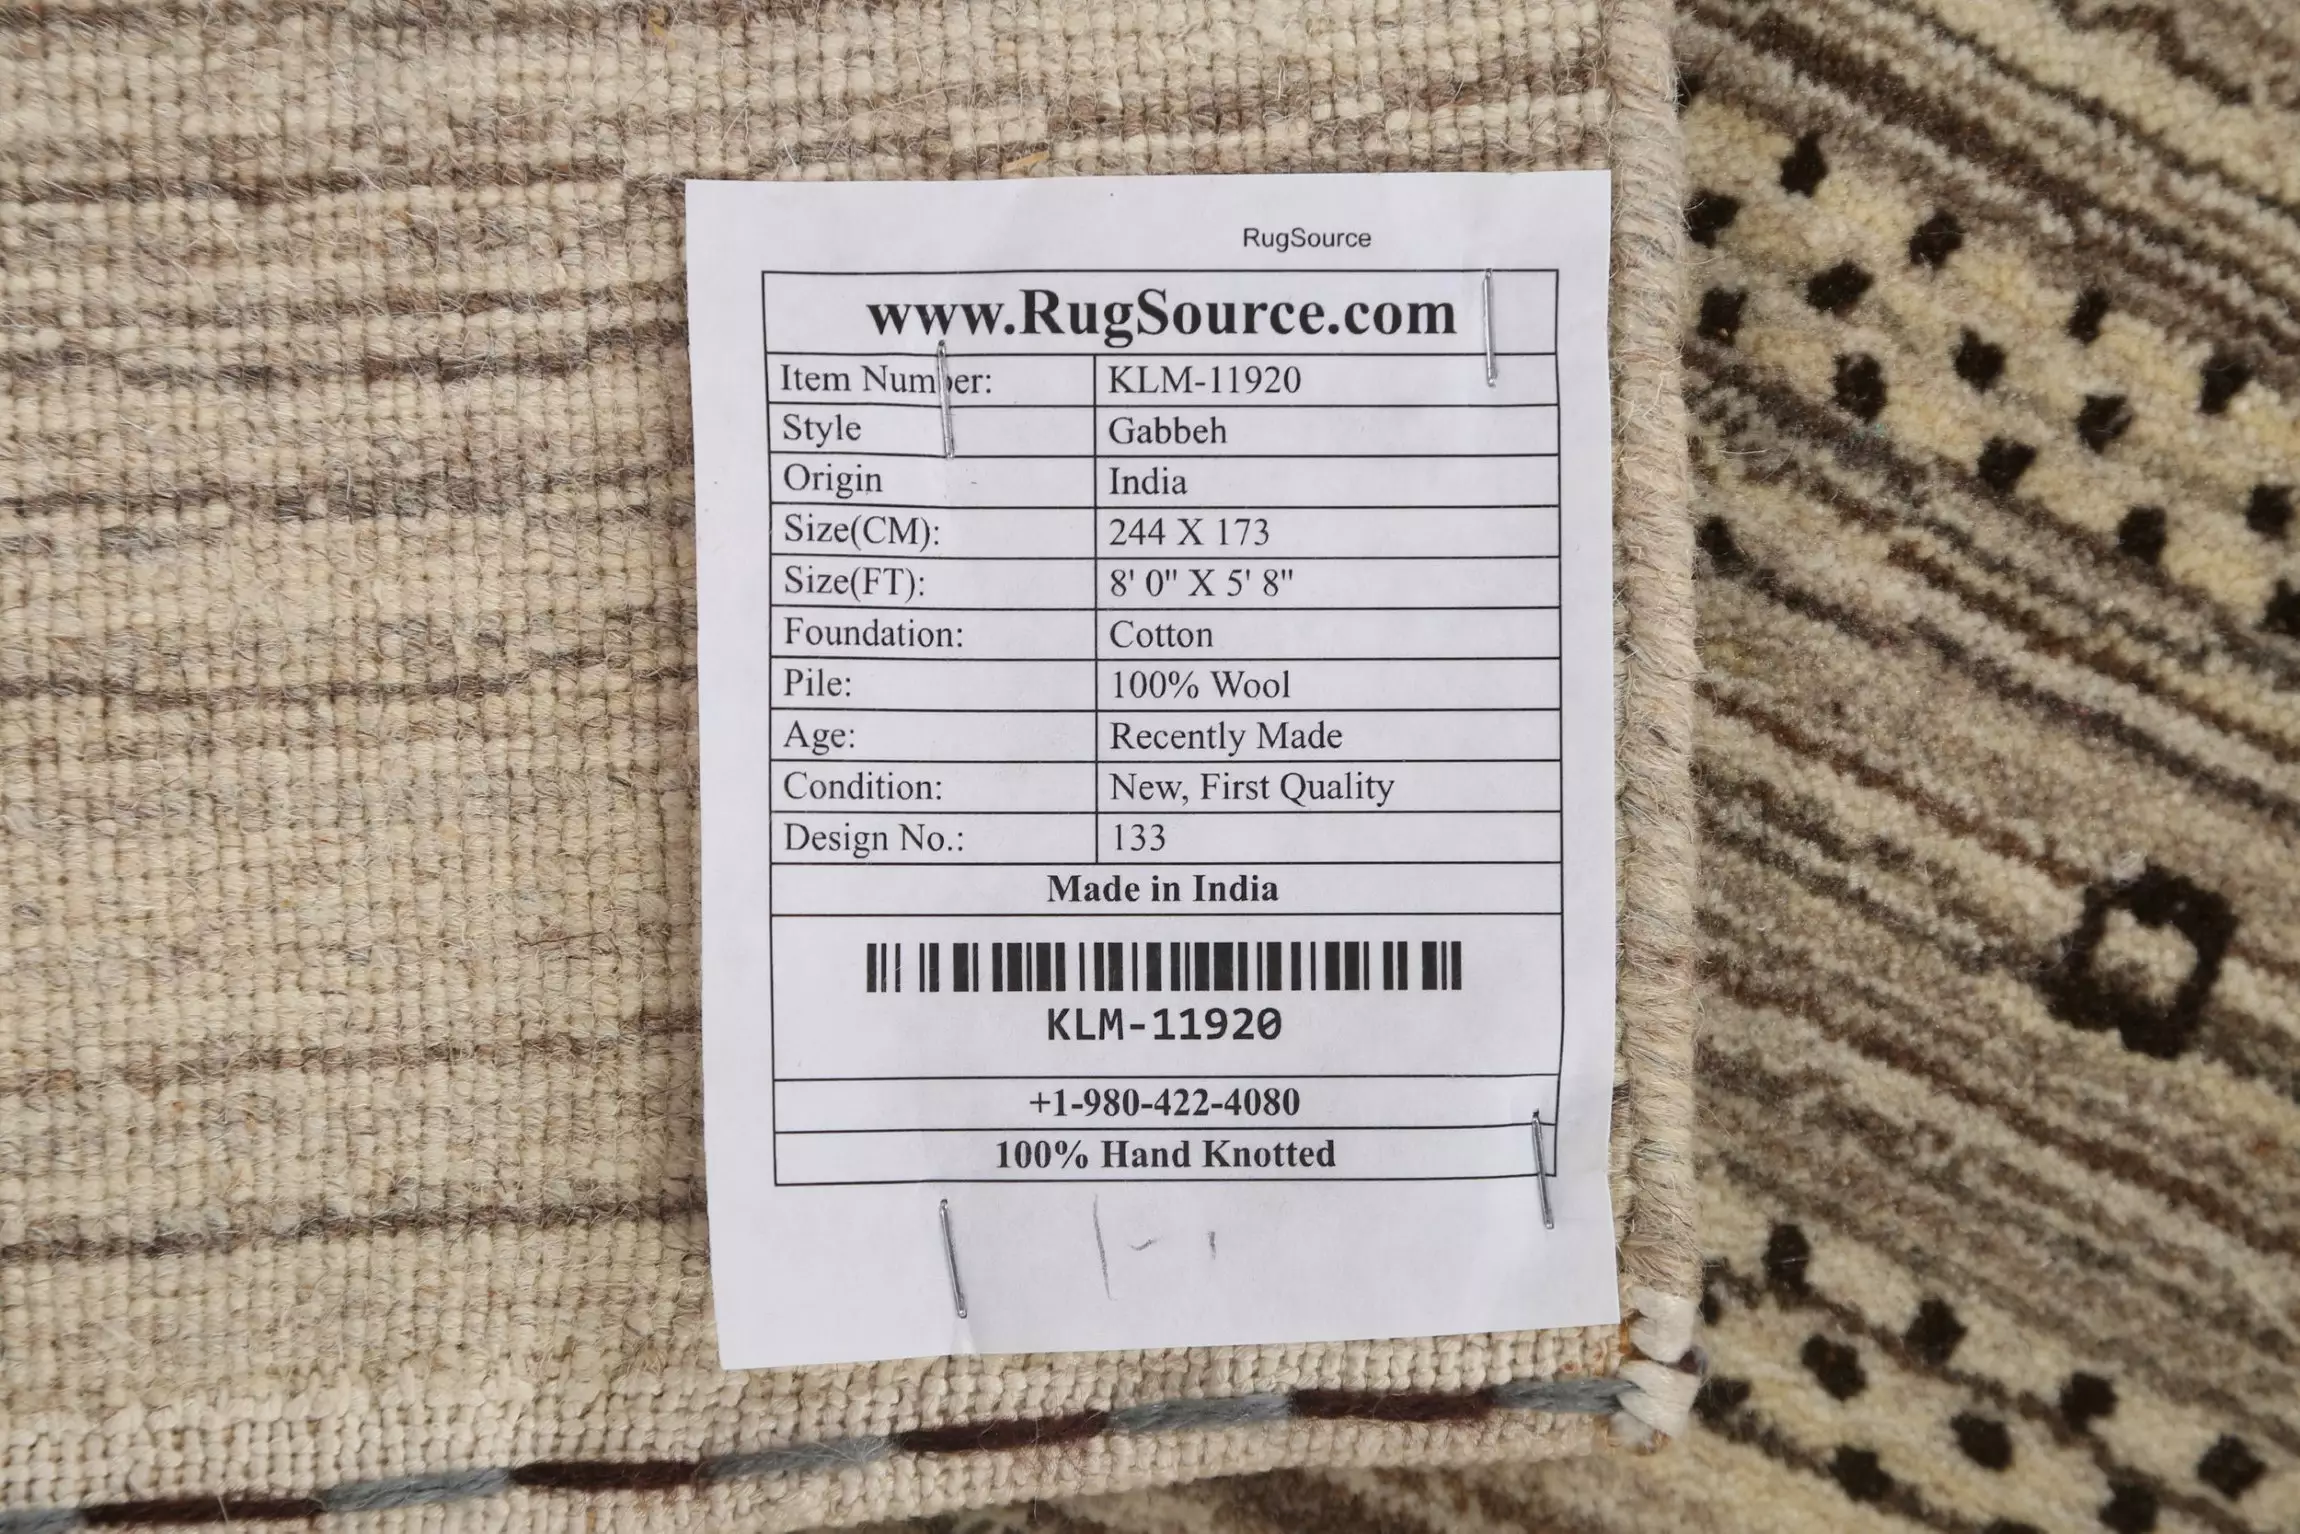 RugSource
www.RugSource.com
Item Number: KLM-11920
Style Gabbeh
Origin India
Size(CM): 244 X 173
Size(FT): 8' 0" X 5' 8"
Foundation: Cotton
Pile: 100% Wool
Age: Recently Made
Condition: New, First Quality
Design No.: 133
Made in India
KLM-11920
+1-980-422-4080
100% Hand Knotted